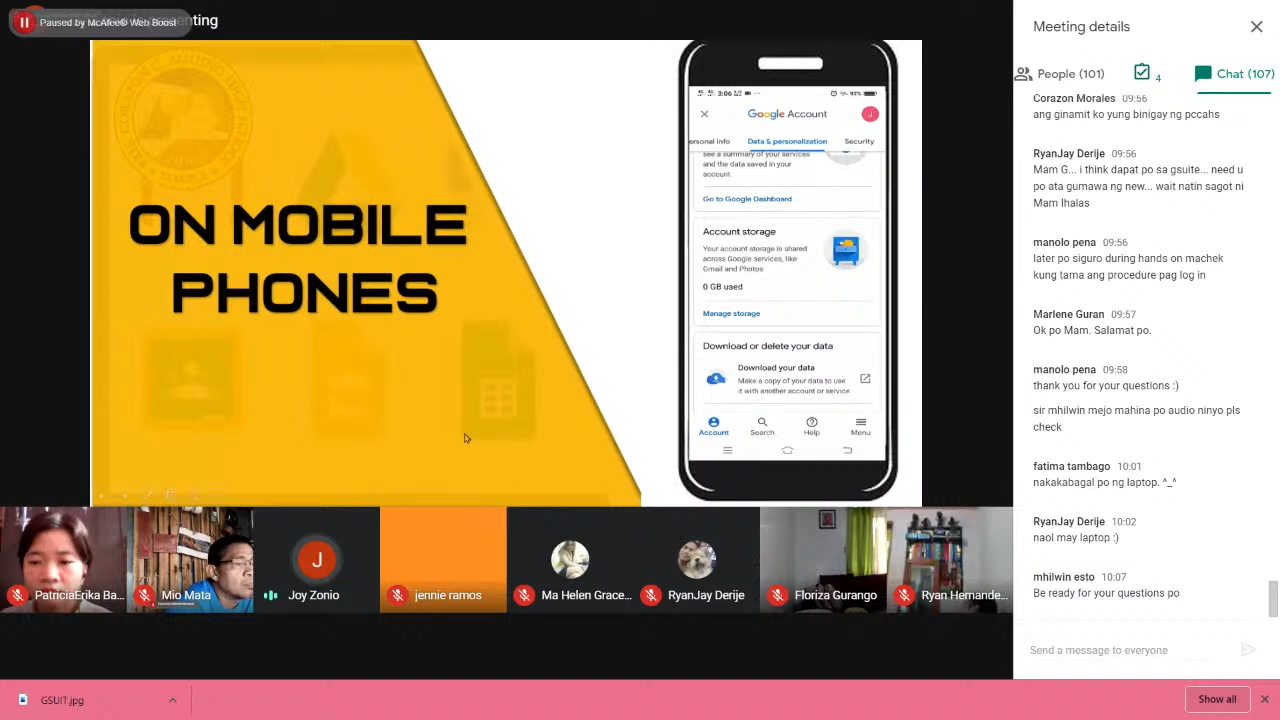 Paused by McAfee® Web Boost
enting
ON MOBILE
PHONES
3:06
92%
Google Account
J
ersonal info
Data & personalization
Security
see a summary of your services
and the data saved in your
account
Go to Google Dashboard
Account storage
Your account storage is shared
across Google services, like
Gmail and Photos
0 GB used
Manage storage
Download or delete your data
Download your data
Make a copy of your data to use
it with another account or service
Account
Search
Help
Menu
PatriciaErika Ba...
Mio Mata
J
Joy Zonio
jennie ramos
Ma Helen Grace...
RyanJay Derije
Floriza Gurango
Ryan Hernande...
Meeting details
People (101)
4
Chat (107)
Corazon Morales 09:56
ang ginamit ko yung binigay ng pccahs
RyanJay Derije 09:56
Mam G... i think dapat po sa gsuite... need u
po ata gumawa ng new... wait natin sagot ni
Mam Ihalas
manolo pena 09:56
later po siguro during hands on machek
kung tama ang procedure pag log in
Marlene Guran 09:57
Ok po Mam. Salamat po.
manolo pena 09:58
thank you for your questions :)
sir mhilwin mejo mahina po audio ninyo pls
check
fatima tambago 10:01
nakakabagal po ng laptop. ^_^
RyanJay Derije 10:02
naol may laptop :)
mhilwin esto 10:07
Be ready for your questions po
Send a message to everyone
GSUIT.jpg
Show all